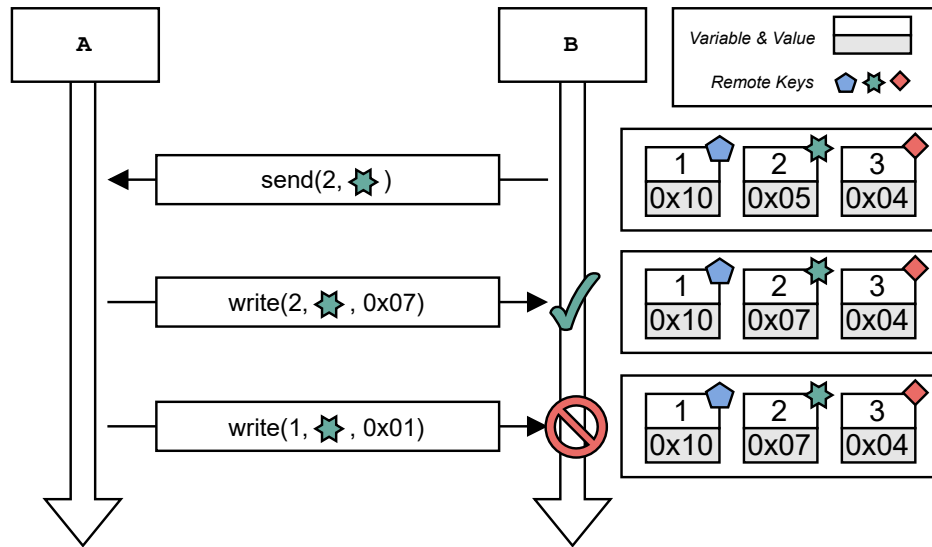 A
B
Variable & Value
Remote Keys
send(2, )
1 2 3
0x10 0x05 0x04
write(2, , 0x07)
1 2 3
0x10 0x07 0x04
write(1, , 0x01)
1 2 3
0x10 0x07 0x04